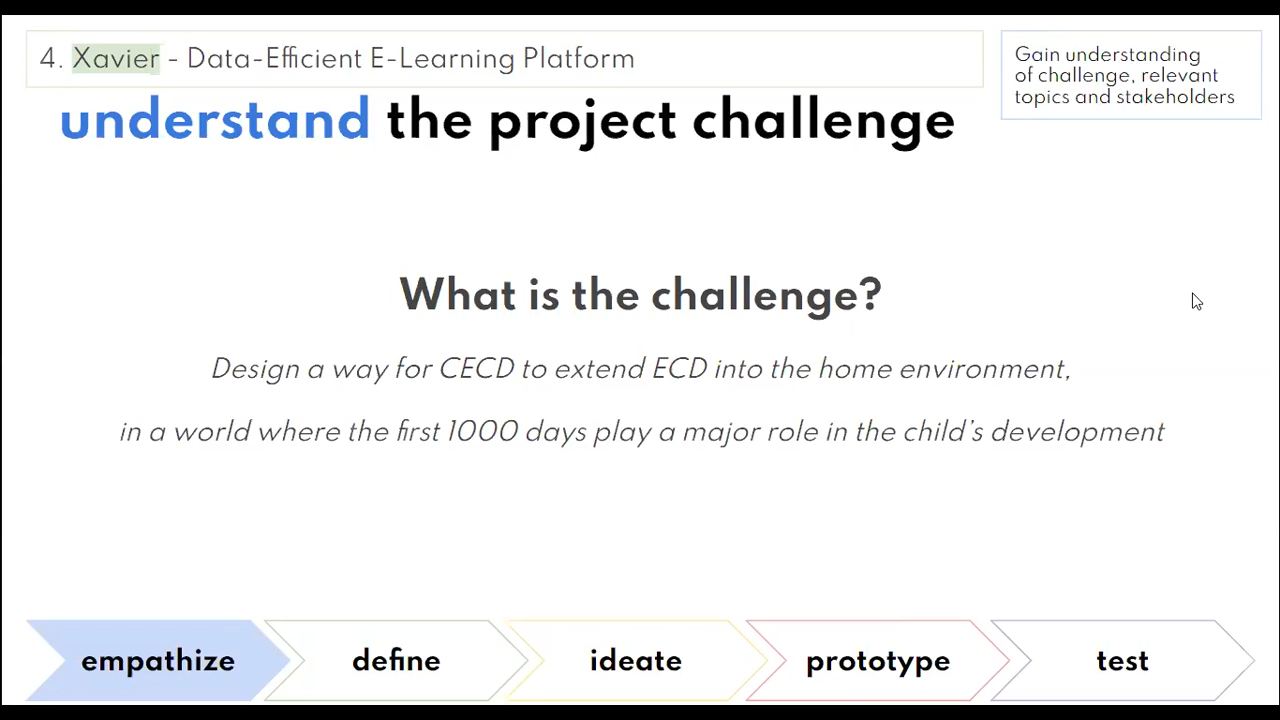 4. Xavier - Data-Efficient E-Learning Platform
Gain understanding
of challenge, relevant
topics and stakeholders
understand the project challenge
What is the challenge?
Design a way for CECD to extend ECD into the home environment,
in a world where the first 1000 days play a major role in the child's development
empathize
define
ideate
prototype
test